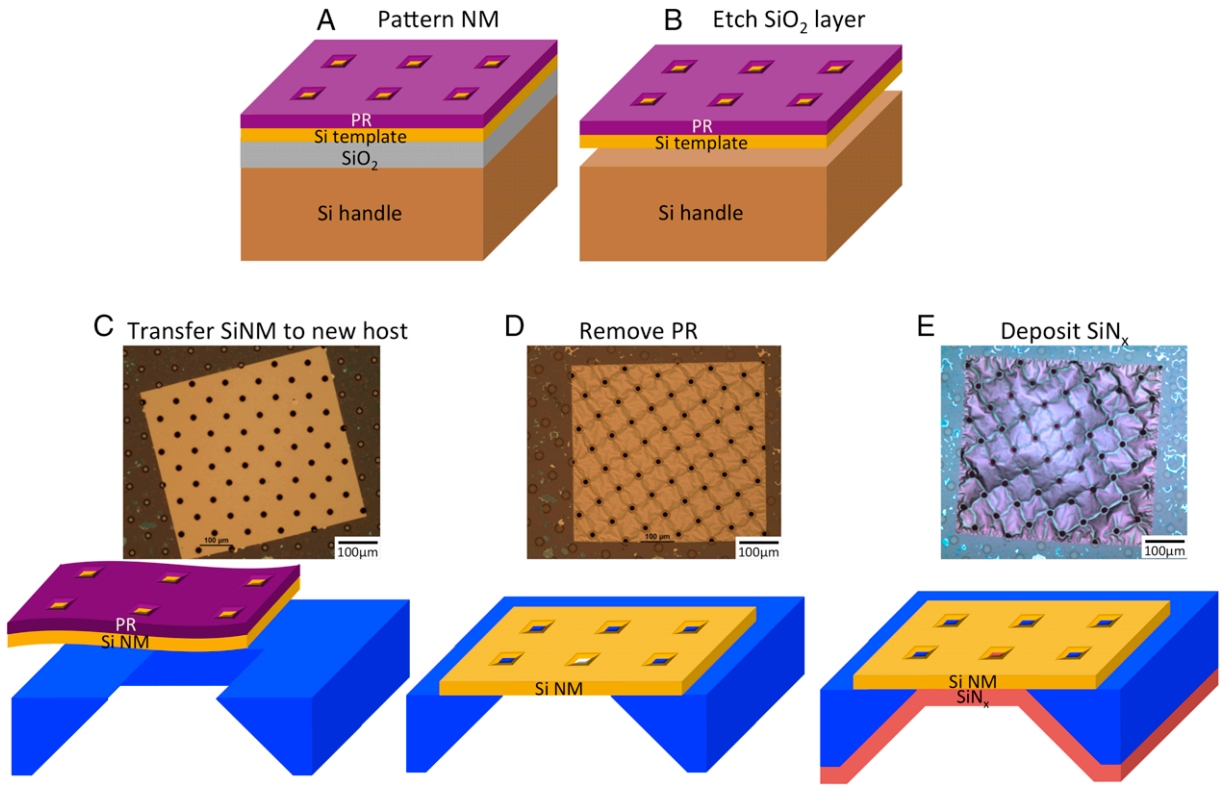 A Pattern NM
B Etch SiO₂ layer
PR
Si template
SiO₂
Si handle
PR
Si template
Si handle
C Transfer SiNM to new host
D Remove PR
E Deposit SiNₓ
100 µm
100µm
100 µm
100µm
100µm
PR
Si NM
Si NM
Si NM
SiNₓ